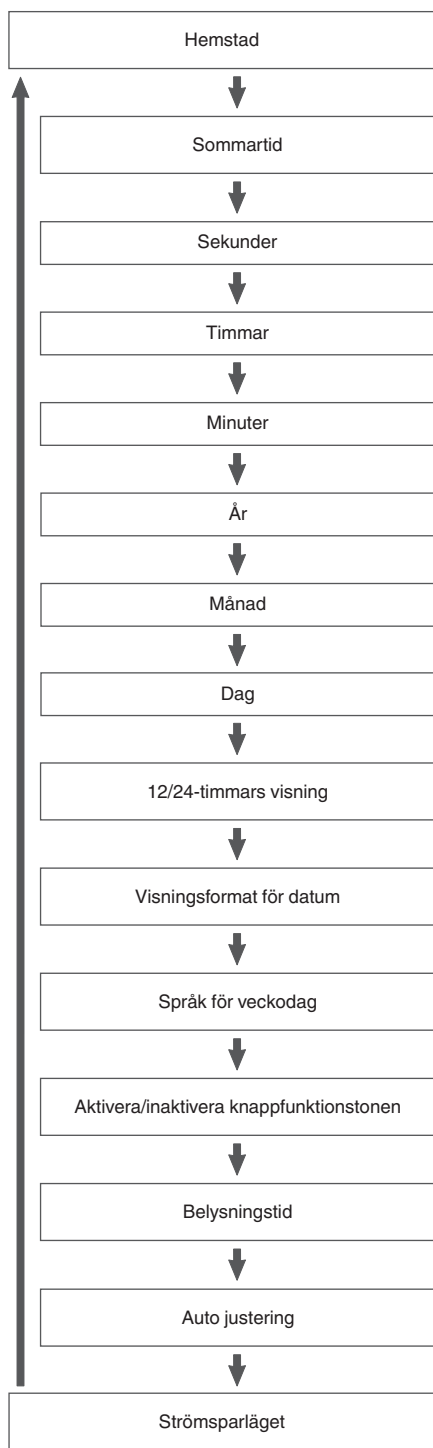 Hemstad
Sommartid
Sekunder
Timmar
Minuter
År
Månad
Dag
12/24-timmars visning
Visningsformat för datum
Språk för veckodag
Aktivera/inaktivera knappfunktionstonen
Belysningstid
Auto justering
Strömsparläget